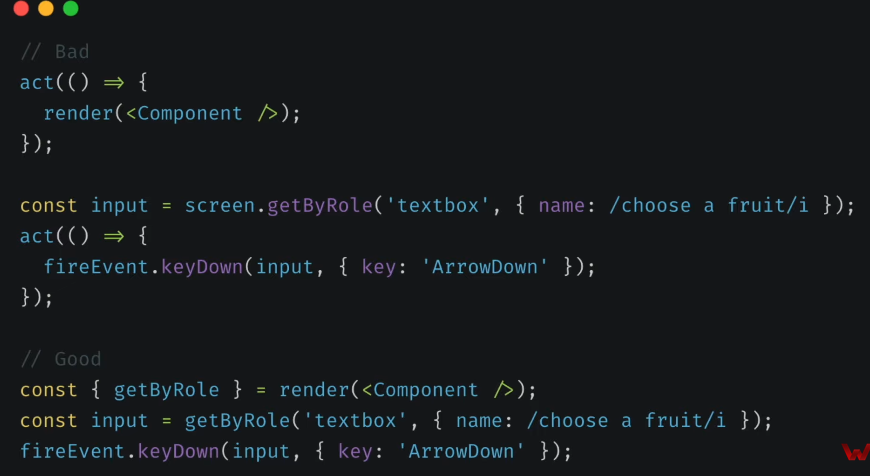 // Bad
act(() => {
  render(<Component />);
});
const input = screen.getByRole('textbox', { name: /choose a fruit/i });
act(() => {
  fireEvent.keyDown(input, { key: 'ArrowDown' });
});
// Good
const { getByRole } = render(<Component />);
const input = getByRole('textbox', { name: /choose a fruit/i });
fireEvent.keyDown(input, { key: 'ArrowDown' });
W